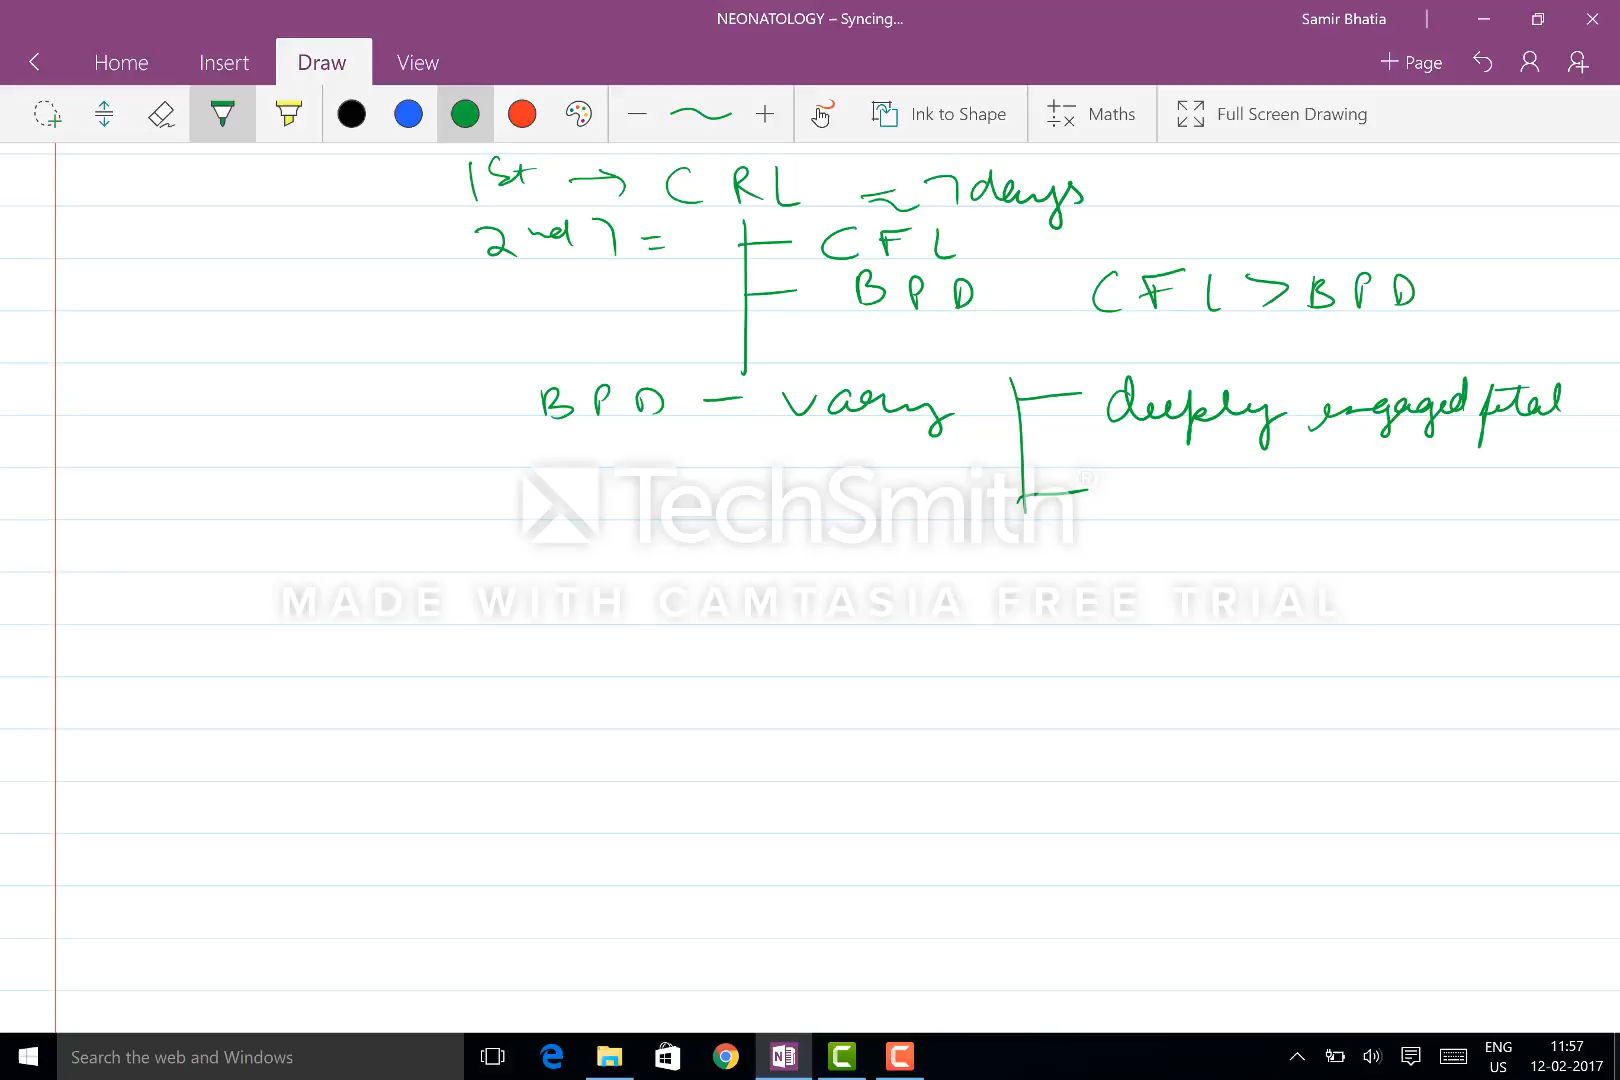 NEONATOLOGY – Syncing...
Samir Bhatia
Home Insert Draw View
+ Page
Ink to Shape Maths Full Screen Drawing
1st → CRL ≈ 7 days
2nd 7 = CFL
BPD CFL > BPD
BPD – vary deeply engaged fetal
TechSmith®
MADE WITH CAMTASIA FREE TRIAL
Search the web and Windows
ENG
US
11:57
12-02-2017